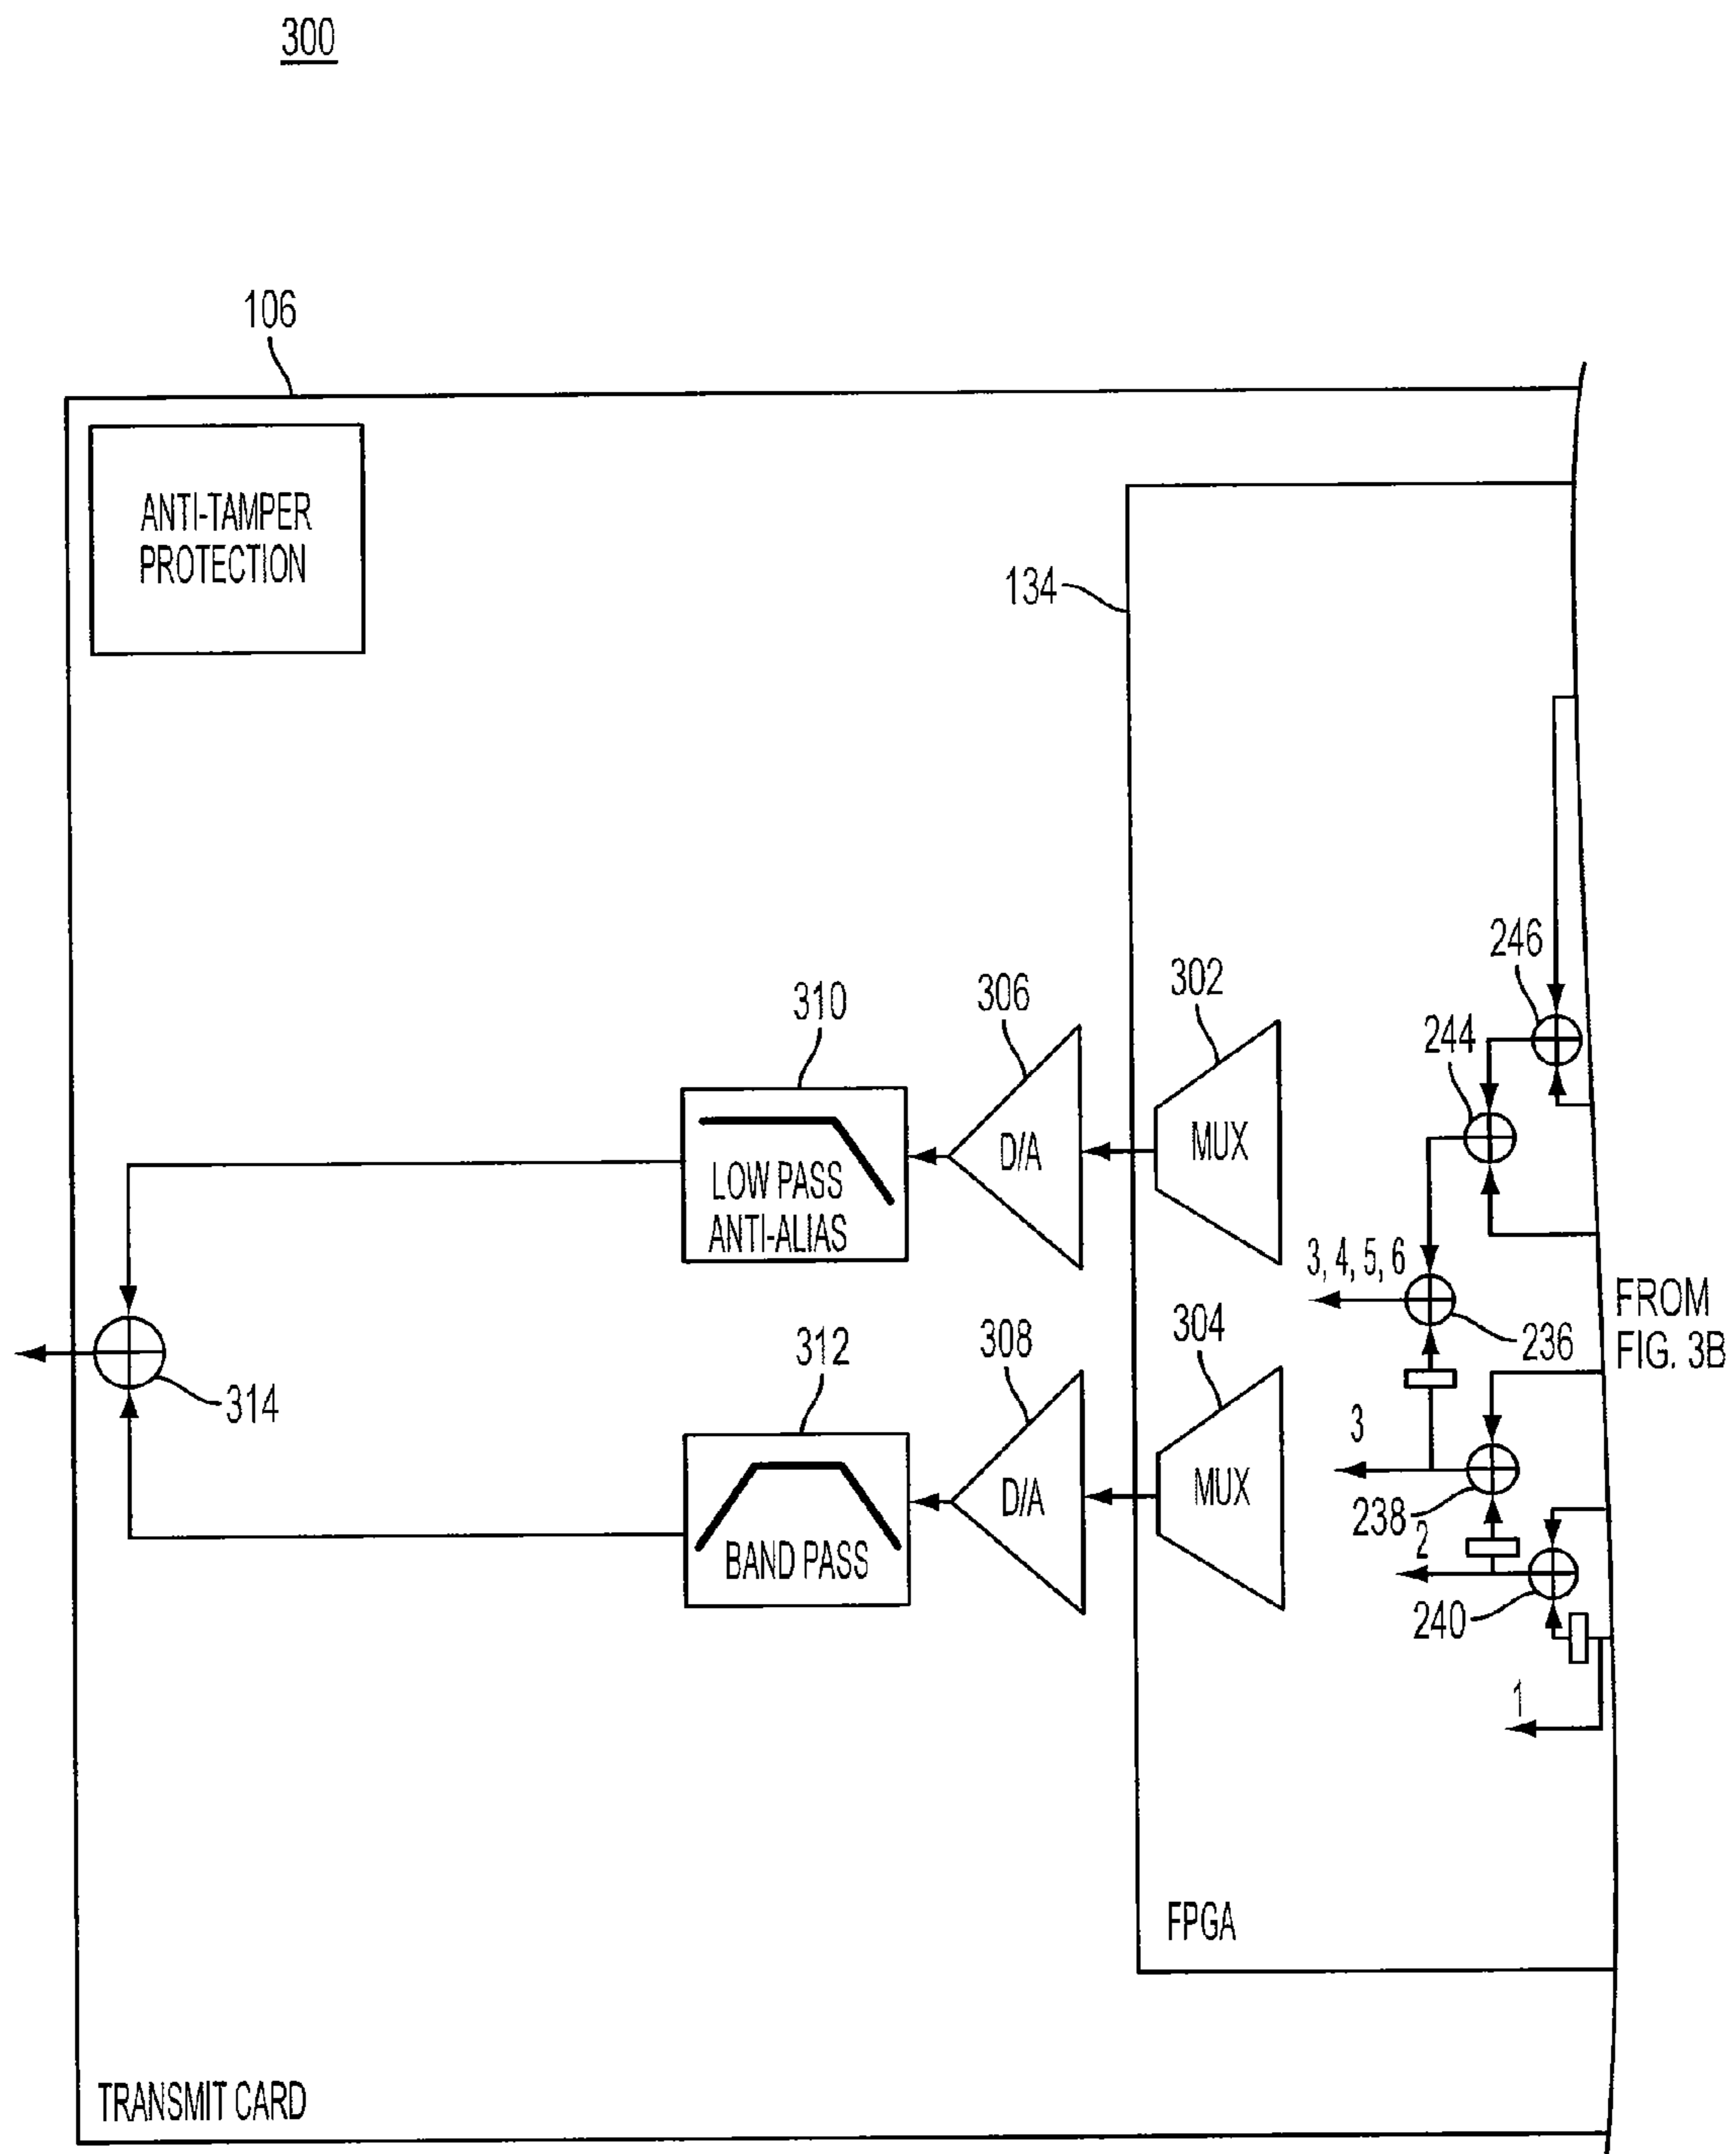 300
106
ANTI-TAMPER
PROTECTION
134
246
302
306
310
244
D/A
MUX
LOW PASS
ANTI-ALIAS
3, 4, 5, 6
FROM
FIG. 3B
236
304
308
312
314
3
D/A
MUX
238
2
BAND PASS
240
1
FPGA
TRANSMIT CARD